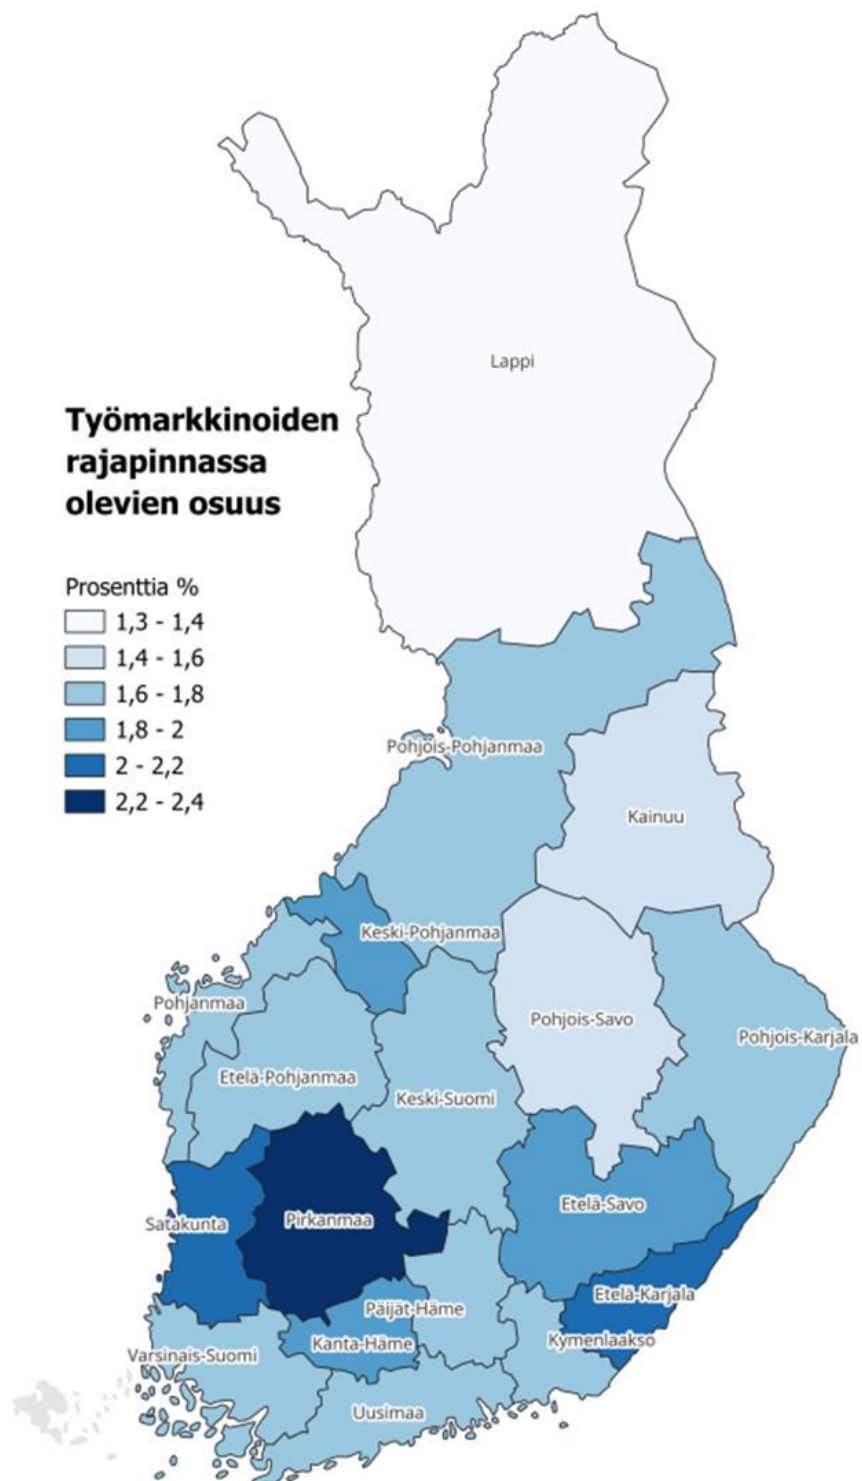 Lappi
Työmarkkinoiden
rajapinnassa
olevien osuus
Prosenttia %
1,3 - 1,4
1,4 - 1,6
1,6 - 1,8
1,8 - 2
2 - 2,2
2,2 - 2,4
Pohjois-Pohjanmaa
Kainuu
Keski-Pohjanmaa
Pohjanmaa
Pohjois-Savo
Pohjois-Karjala
Etelä-Pohjanmaa
Keski-Suomi
Etelä-Savo
Satakunta
Pirkanmaa
Etelä-Karjala
Päijät-Häme
Kymenlaakso
Kanta-Häme
Varsinais-Suomi
Uusimaa